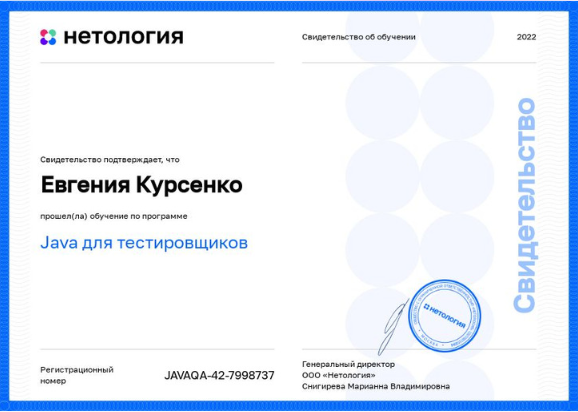 нетология
Свидетельство об обучении
2022
Свидетельство подтверждает, что
Евгения Курсенко
прошел(ла) обучение по программе
Java для тестировщиков
Свидетельство
нетология
Регистрационный
номер
JAVAQA-42-7998737
Генеральный директор
ООО «Нетология»
Снигирева Марианна Владимировна